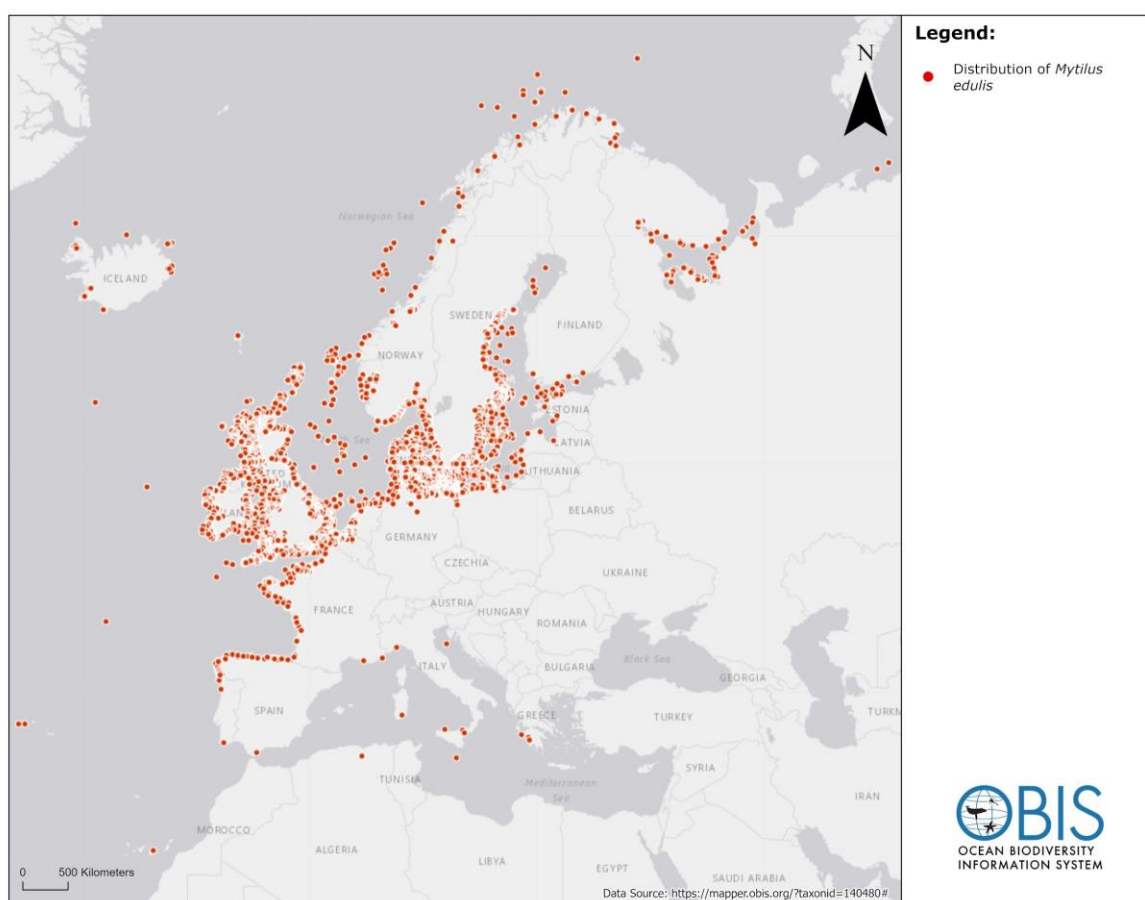 Legend:
Distribution of Mytilus
edulis
N
Norwegian Sea
ICELAND
SWEDEN
FINLAND
NORWAY
ESTONIA
LATVIA
LITHUANIA
BELARUS
GERMANY
CZECHIA
UKRAINE
FRANCE
AUSTRIA
HUNGARY
ROMANIA
ITALY
BULGARIA
Black Sea
GEORGIA
SPAIN
GREECE
TURKEY
TURKM
SYRIA
TUNISIA
Mediterranean
Sea
IRAN
MOROCCO
ALGERIA
LIBYA
EGYPT
SAUDI ARABIA
0 500 Kilometers
Data Source: https://mapper.obis.org/?taxonid=140480#
OBIS
OCEAN BIODIVERSITY
INFORMATION SYSTEM